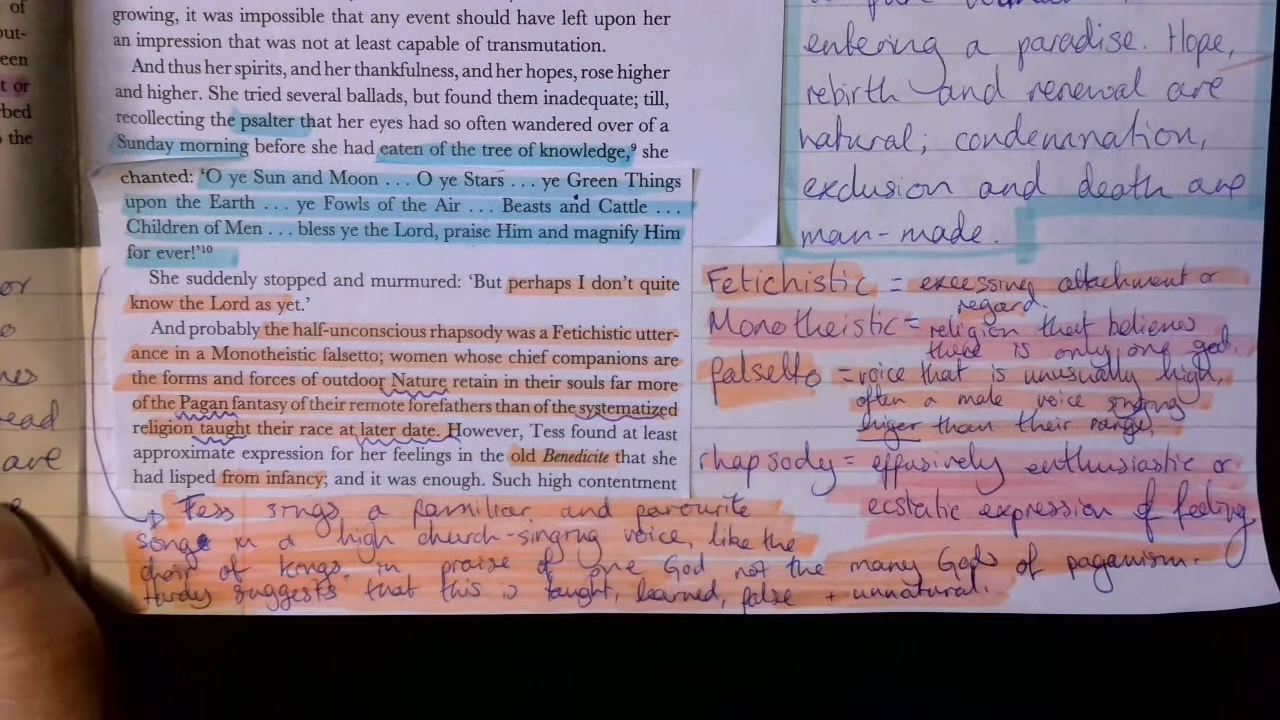 of
out-
een
t or
bed
the
growing, it was impossible that any event should have left upon her
an impression that was not at least capable of transmutation.
And thus her spirits, and her thankfulness, and her hopes, rose higher
and higher. She tried several ballads, but found them inadequate; till,
recollecting the psalter that her eyes had so often wandered over of a
Sunday morning before she had eaten of the tree of knowledge,⁹ she
chanted: 'O ye Sun and Moon . . . O ye Stars . . . ye Green Things
upon the Earth . . . ye Fowls of the Air . . . Beasts and Cattle . . .
Children of Men . . . bless ye the Lord, praise Him and magnify Him
for ever!'¹⁰
She suddenly stopped and murmured: 'But perhaps I don't quite
know the Lord as yet.'
And probably the half-unconscious rhapsody was a Fetichistic utter-
ance in a Monotheistic falsetto; women whose chief companions are
the forms and forces of outdoor Nature retain in their souls far more
of the Pagan fantasy of their remote forefathers than of the systematized
religion taught their race at later date. However, Tess found at least
approximate expression for her feelings in the old Benedicite that she
had lisped from infancy; and it was enough. Such high contentment
entering a paradise. Hope,
rebirth and renewal are
natural; condemnation,
exclusion and death are
man-made.
Fetichistic = excessive attachment or
regard.
Monotheistic = religion that believes
there is only one god.
falsetto = voice that is unusually high,
often a male voice singing
higer than their range.
rhapsody = effusively enthusiastic or
ecstatic expression of feeling
Tess sings a familiar and favourite
song in a high church-singing voice, like the
choir of Kings, in praise of one God not the many Gods of paganism.
Hardy suggests that this is taught, learned, false + unnatural.
or
ead
ave